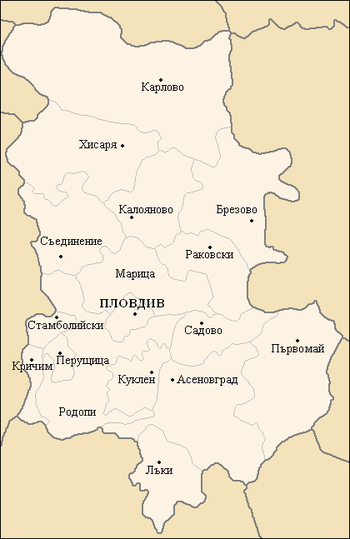 Карлово
Хисаря
Калояново
Брезово
Съединение
Раковски
Марица
ПЛОВДИВ
Стамболийски
Садово
Първомай
Перущица
Кричим
Куклен
Асеновград
Родопи
Лъки